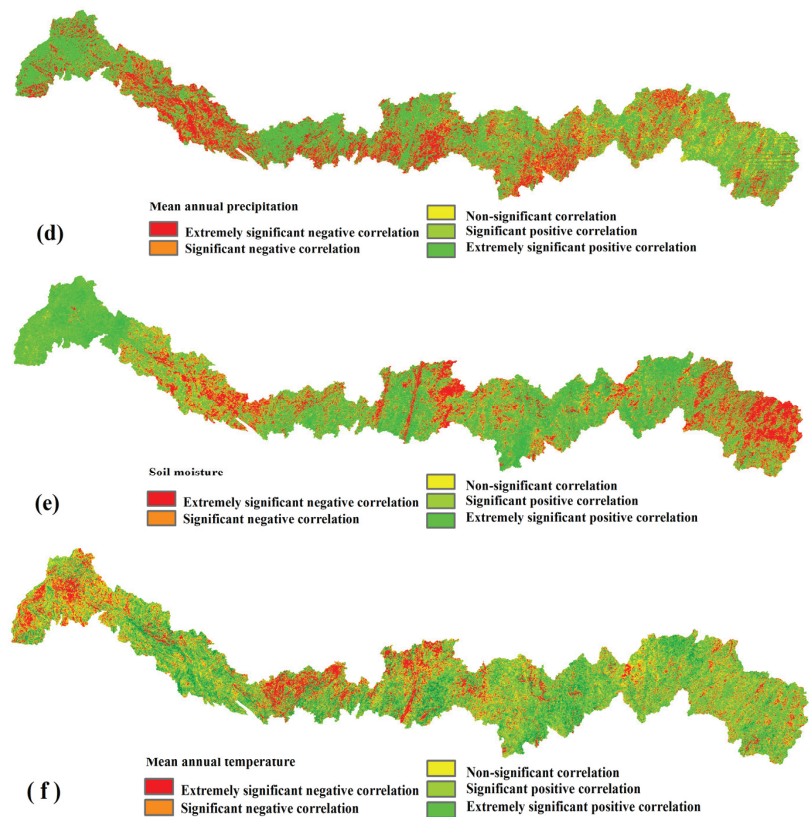 Mean annual precipitation
Extremely significant negative correlation
Significant negative correlation
Non-significant correlation
Significant positive correlation
Extremely significant positive correlation
(d)
Soil moisture
Extremely significant negative correlation
Significant negative correlation
Non-significant correlation
Significant positive correlation
Extremely significant positive correlation
(e)
Mean annual temperature
Extremely significant negative correlation
Significant negative correlation
Non-significant correlation
Significant positive correlation
Extremely significant positive correlation
( f )